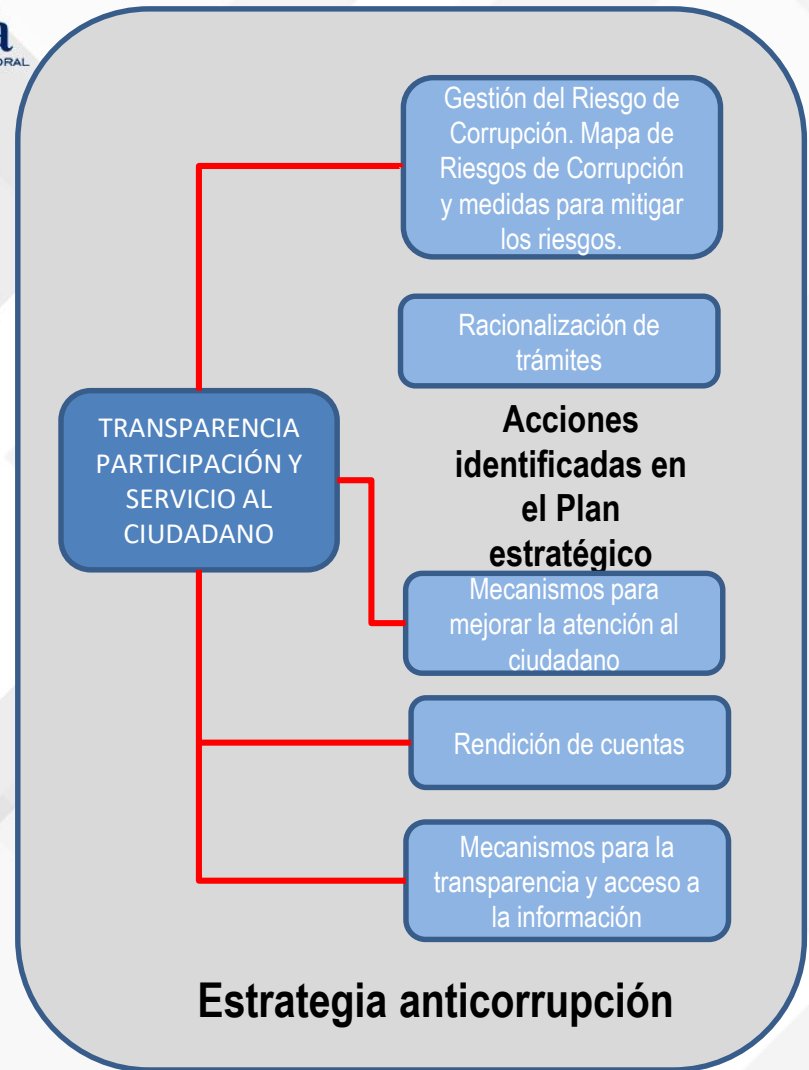 a
ORAL
Gestión del Riesgo de
Corrupción. Mapa de
Riesgos de Corrupción
y medidas para mitigar
los riesgos.
Racionalización de
trámites
TRANSPARENCIA
PARTICIPACIÓN Y
SERVICIO AL
CIUDADANO
Acciones
identificadas en
el Plan
estratégico
Mecanismos para
mejorar la atención al
ciudadano
Rendición de cuentas
Mecanismos para la
transparencia y acceso a
la información
Estrategia anticorrupción